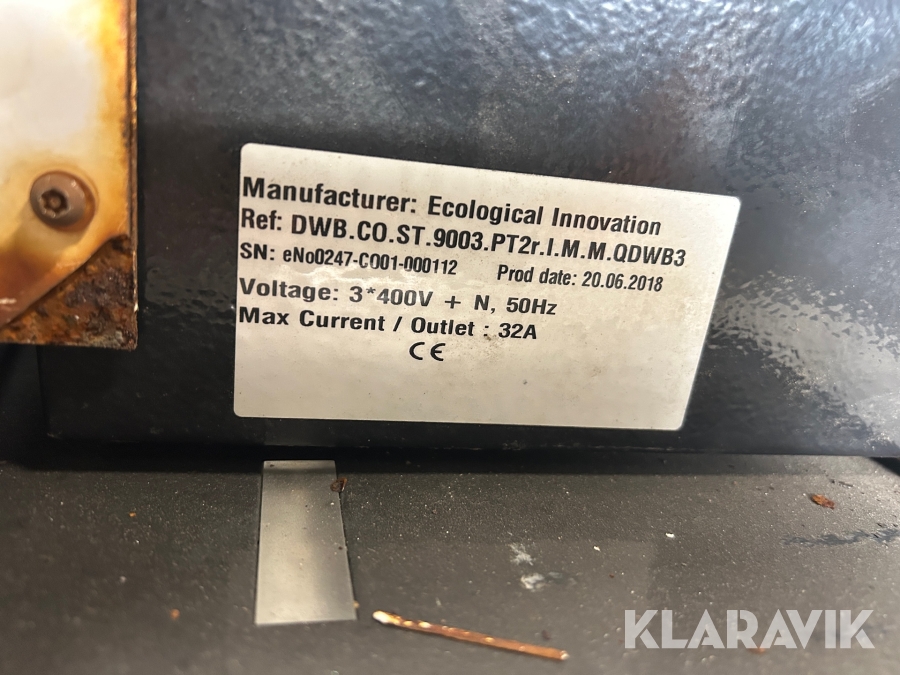 Manufacturer: Ecological Innovation
Ref: DWB.CO.ST.9003.PT2r.I.M.M.QDWB3
SN: eNo0247-C001-000112 Prod date: 20.06.2018
Voltage: 3*400V + N, 50Hz
Max Current / Outlet : 32A
CE
KLARAVIK